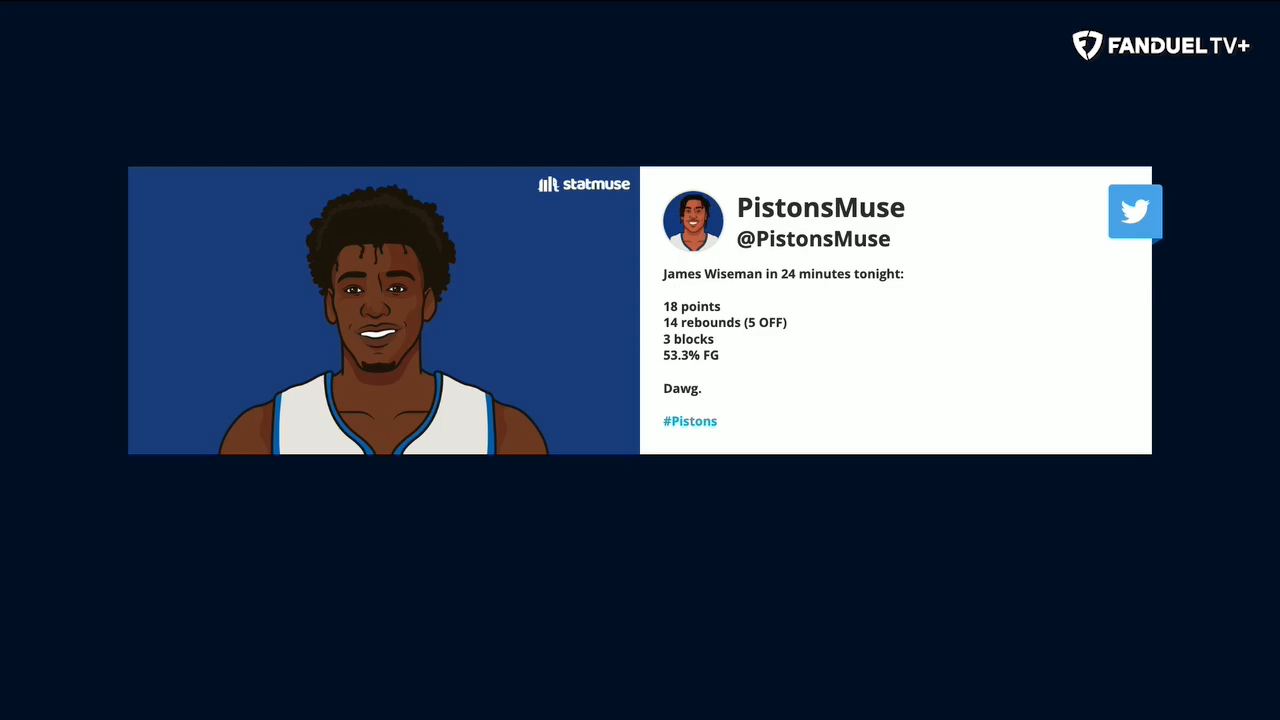 FANDUEL TV+
statmuse
PistonsMuse
@PistonsMuse
James Wiseman in 24 minutes tonight:
18 points
14 rebounds (5 OFF)
3 blocks
53.3% FG
Dawg.
#Pistons